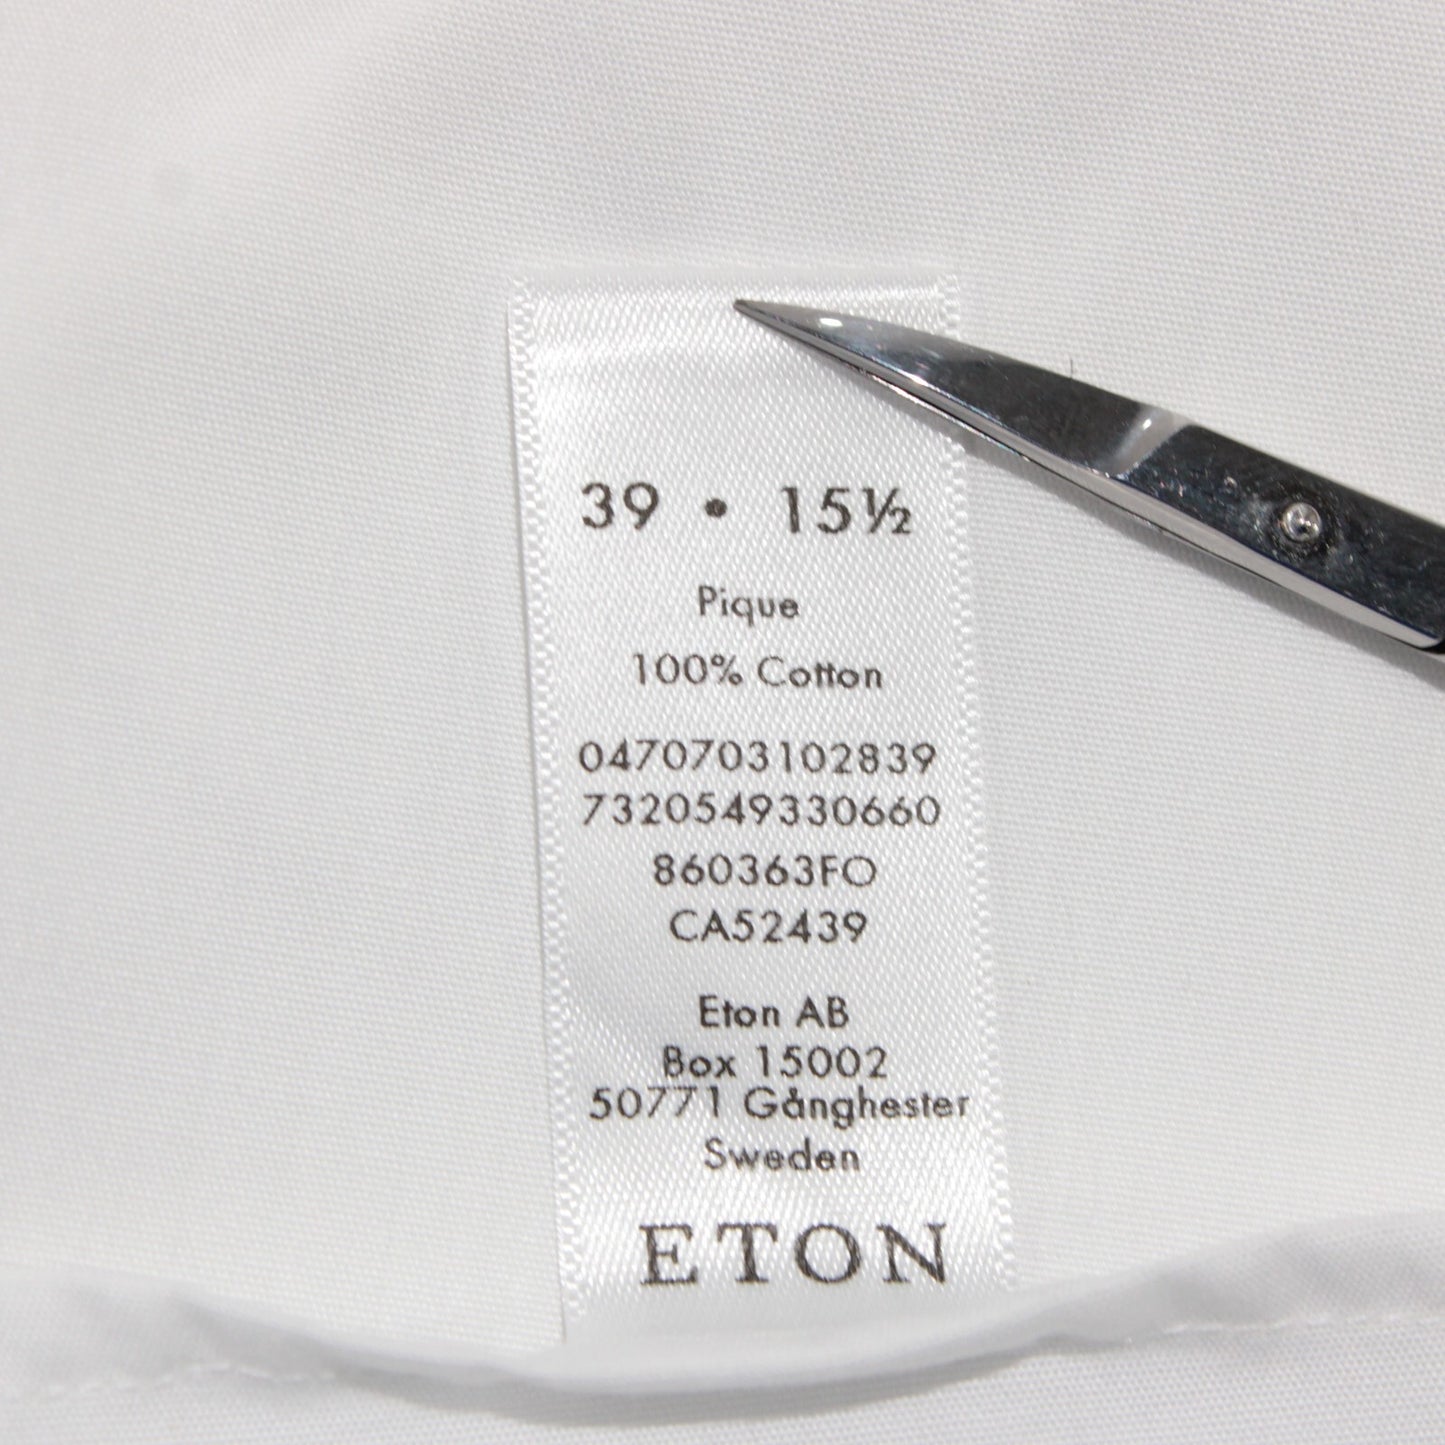 39 • 15½
Pique
100% Cotton
0470703102839
7320549330660
860363FO
CA52439
Eton AB
Box 15002
50771 Gånghester
Sweden
ETON